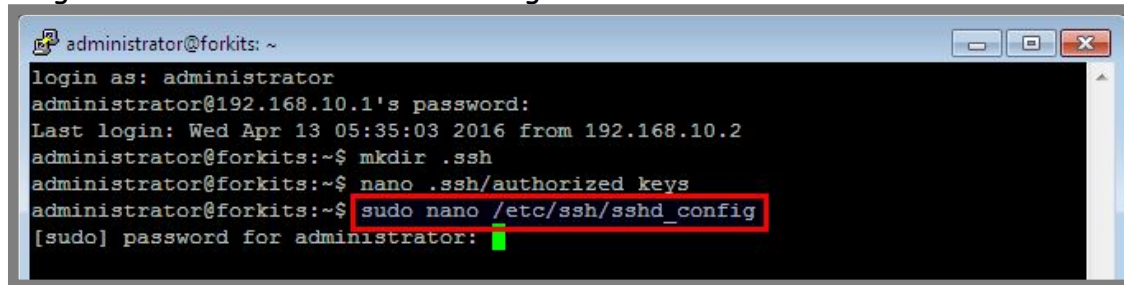 administrator@forkits: ~
login as: administrator
administrator@192.168.10.1's password:
Last login: Wed Apr 13 05:35:03 2016 from 192.168.10.2
administrator@forkits:~$ mkdir .ssh
administrator@forkits:~$ nano .ssh/authorized keys
administrator@forkits:~$ sudo nano /etc/ssh/sshd_config
[sudo] password for administrator: